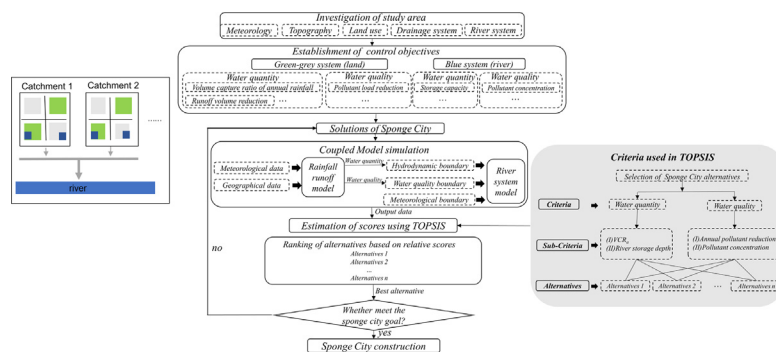 Investigation of study area
Meteorology Topography Land use Drainage system River system
Establishment of control objectives
Green-grey system (land) Blue system (river)
Water quantity Water quality Water quantity Water quality
Volume capture ratio of annual rainfall Pollutant load reduction Storage capacity Pollutant concentration
Runoff volume reduction ... ... ...
...
Solutions of Sponge City
Coupled Model simulation
Meteorological data
Geographical data
Rainfall
runoff
model
Water quantity
Water quality
Hydrodynamic boundary
Water quality boundary
Meteorological boundary
River
system
model
Output data
Estimation of scores using TOPSIS
Ranking of alternatives based on relative scores
Alternatives 1
Alternatives 2
...
Alternatives n
Best alternative
Whether meet the
sponge city goal?
no
yes
Sponge City construction
Catchment 1 Catchment 2
......
river
Criteria used in TOPSIS
Selection of Sponge City alternatives
Criteria
Water quantity Water quality
Sub-Criteria
(I)VCRa
(II)River storage depth
(I)Annual pollutant reduction
(II)Pollutant concentration
Alternatives
Alternatives 1 Alternatives 2 ... Alternatives n